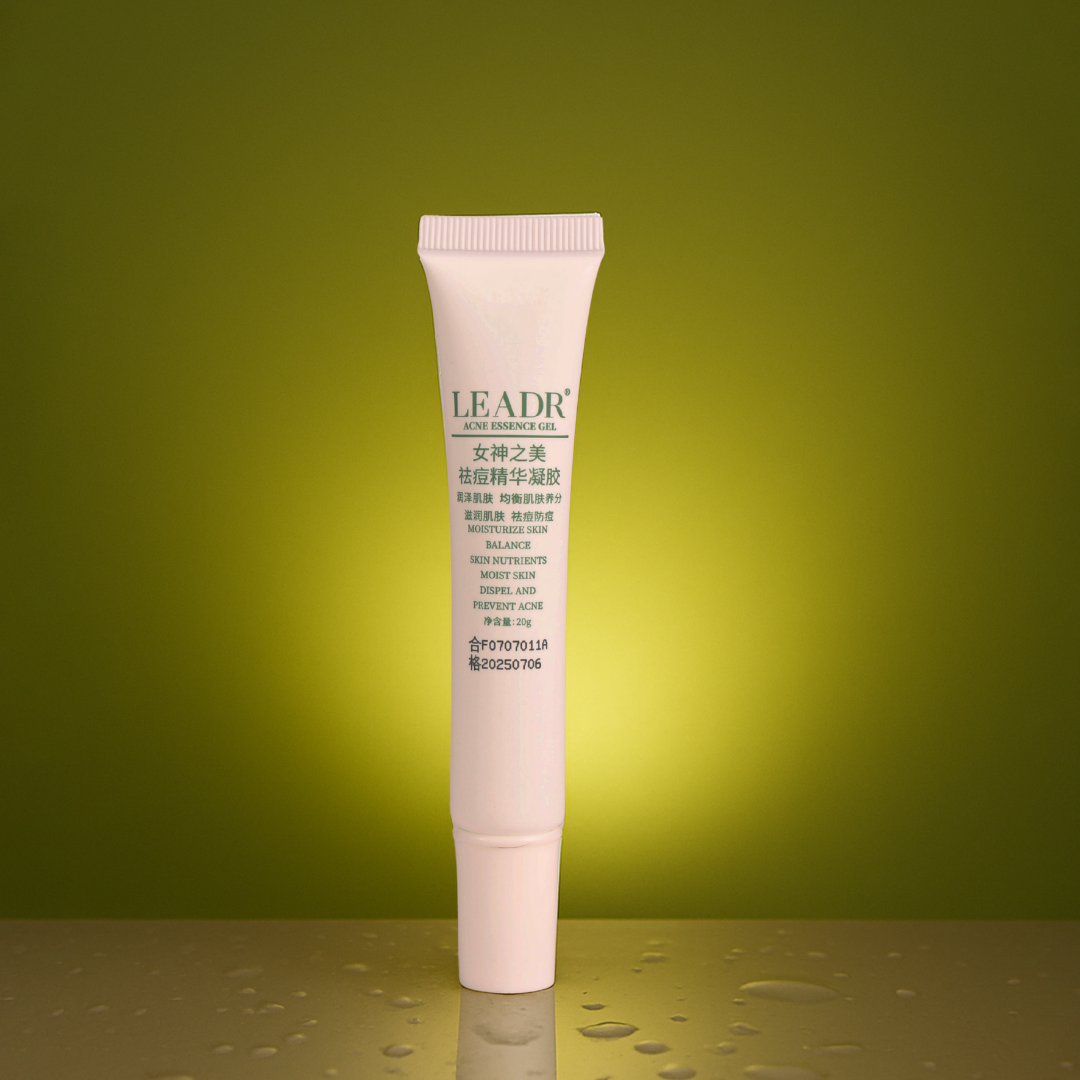 LEADR®
ACNE ESSENCE GEL
女神之美
祛痘精华凝胶
润泽肌肤 均衡肌肤养分
滋润肌肤 祛痘防痘
MOISTURIZE SKIN
BALANCE
SKIN NUTRIENTS
MOIST SKIN
DISPEL AND
PREVENT ACNE
净含量:20g
合F0707011A
格20250706